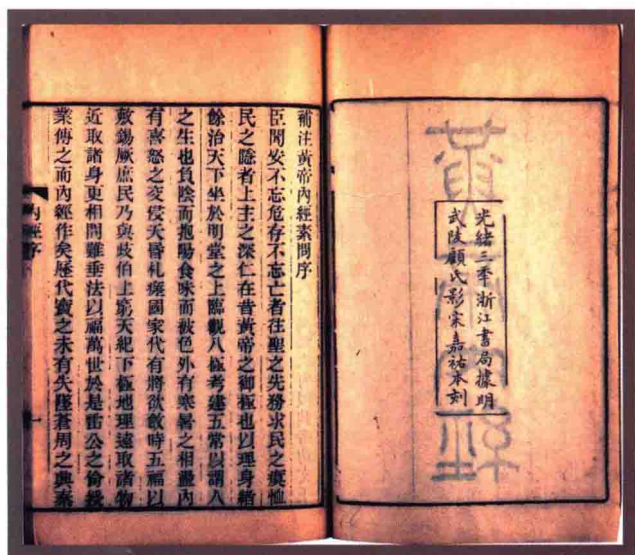 光緒三季浙江書局據明
武陵顧氏影宋嘉祐本刻
補注黃帝內經素問序
臣聞安不忘危存不忘亡者往聖之先務求民之瘼恤
民之隱者上主之深仁在昔黃帝之御極也以理身緒
餘治天下坐於明堂之上臨觀八極考建五常以謂人
之生也負陰而抱陽食味而被色外有寒暑之相盪內
有喜怒之交侵夭昏札瘥國家代有將欲斂時五福以
敷錫厥庶民乃與歧伯上窮天紀下極地理遠取諸物
近取諸身更相問難垂法以福萬世於是雷公之倫授
業傳之而內經作矣歷代寶之未有失墜蒼周之興秦
內經序
一